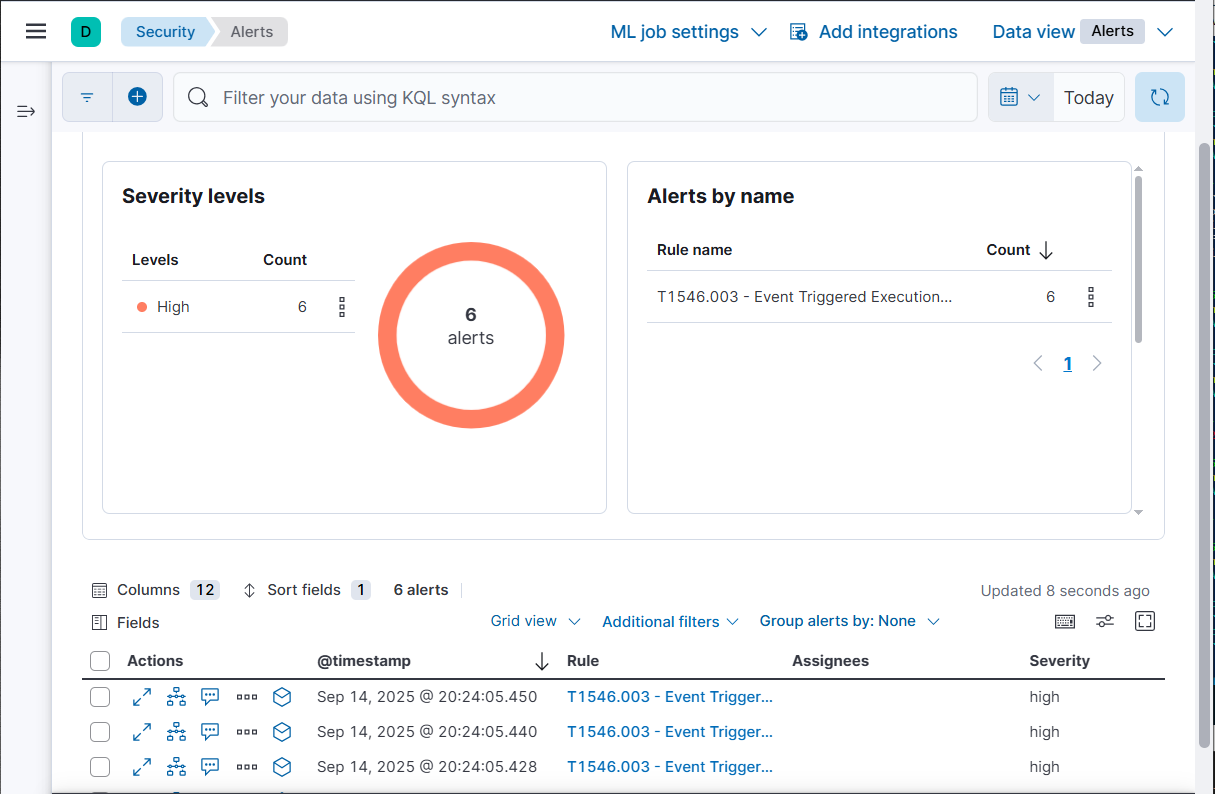 D Security Alerts ML job settings Add integrations Data view Alerts
Filter your data using KQL syntax Today
Severity levels
Levels Count
High 6
6
alerts
Alerts by name
Rule name Count
T1546.003 - Event Triggered Execution... 6
1
Columns 12 Sort fields 1 6 alerts Updated 8 seconds ago
Fields Grid view Additional filters Group alerts by: None
Actions @timestamp Rule Assignees Severity
Sep 14, 2025 @ 20:24:05.450 T1546.003 - Event Trigger... high
Sep 14, 2025 @ 20:24:05.440 T1546.003 - Event Trigger... high
Sep 14, 2025 @ 20:24:05.428 T1546.003 - Event Trigger... high